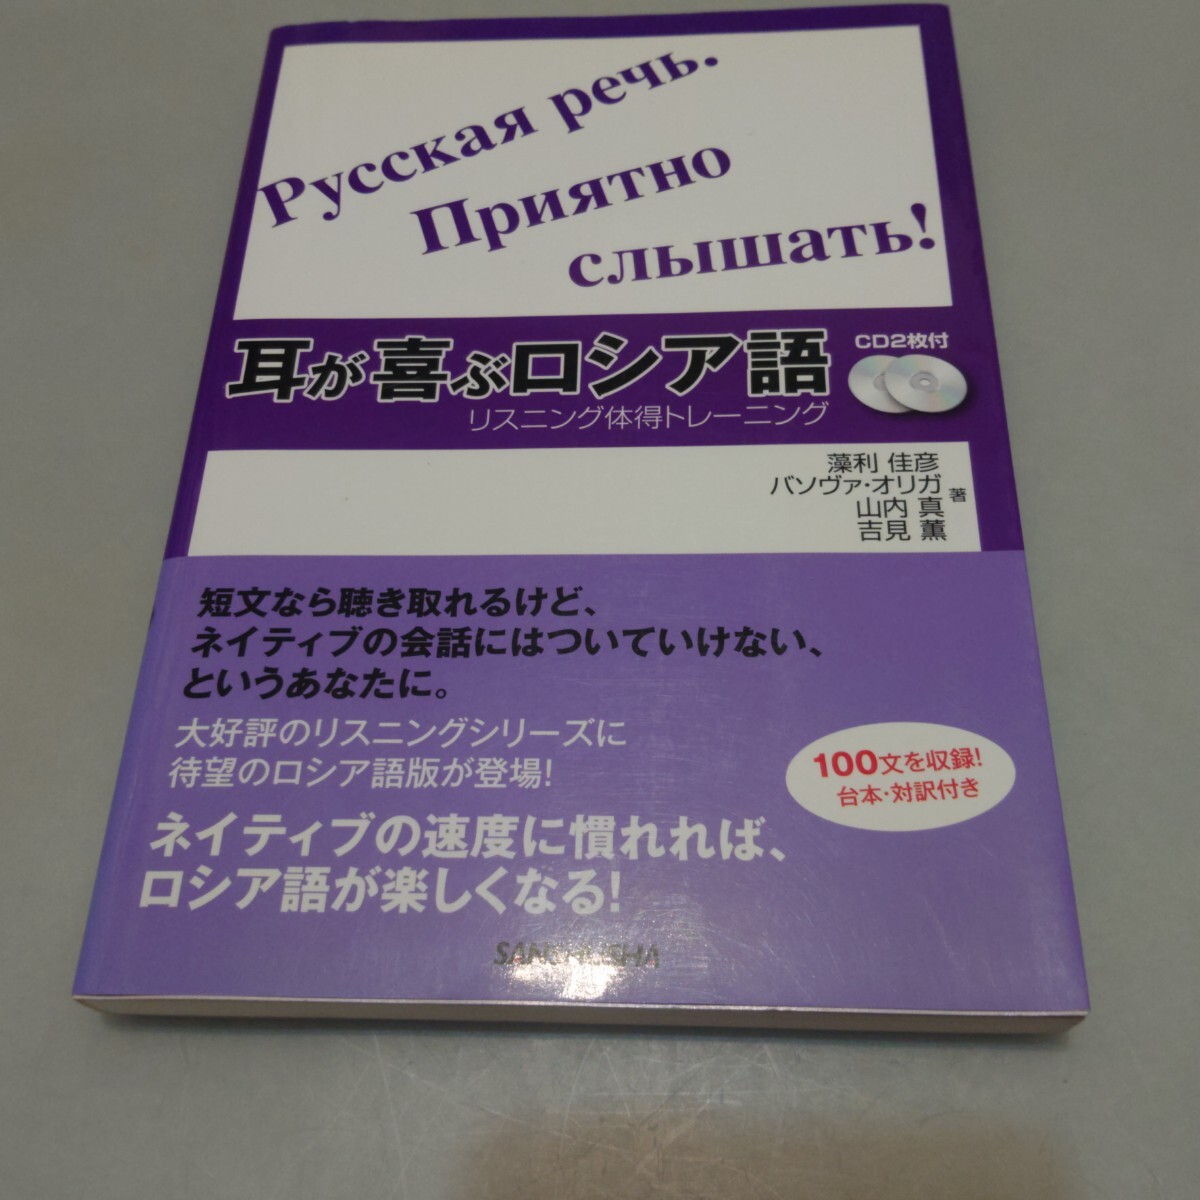 Русская речь.
Приятно
слышать!
耳が喜ぶロシア語
CD2枚付
リスニング体得トレーニング
藻利 佳彦
バソヴァ・オリガ
山内 真
吉見 薫
著
短文なら聴き取れるけど、
ネイティブの会話にはついていけない、
というあなたに。
大好評のリスニングシリーズに
待望のロシア語版が登場!
100文を収録!
台本・対訳付き
ネイティブの速度に慣れれば、
ロシア語が楽しくなる!
SANSHUSHA